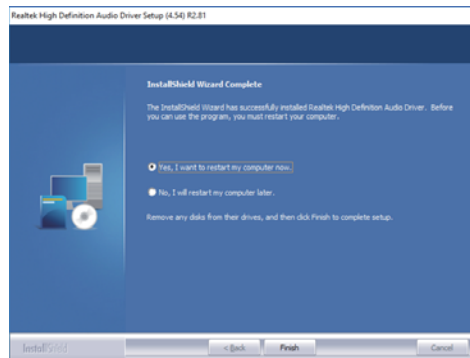 Realtek High Definition Audio Driver Setup (4.54) R2.81
InstallShield Wizard Complete
The InstallShield Wizard has successfully installed Realtek High Definition Audio Driver. Before
you can use the program, you must restart your computer.
Yes, I want to restart my computer now.
No, I will restart my computer later.
Remove any disks from their drives, and then click Finish to complete setup.
InstallShield
< Back
Finish
Cancel